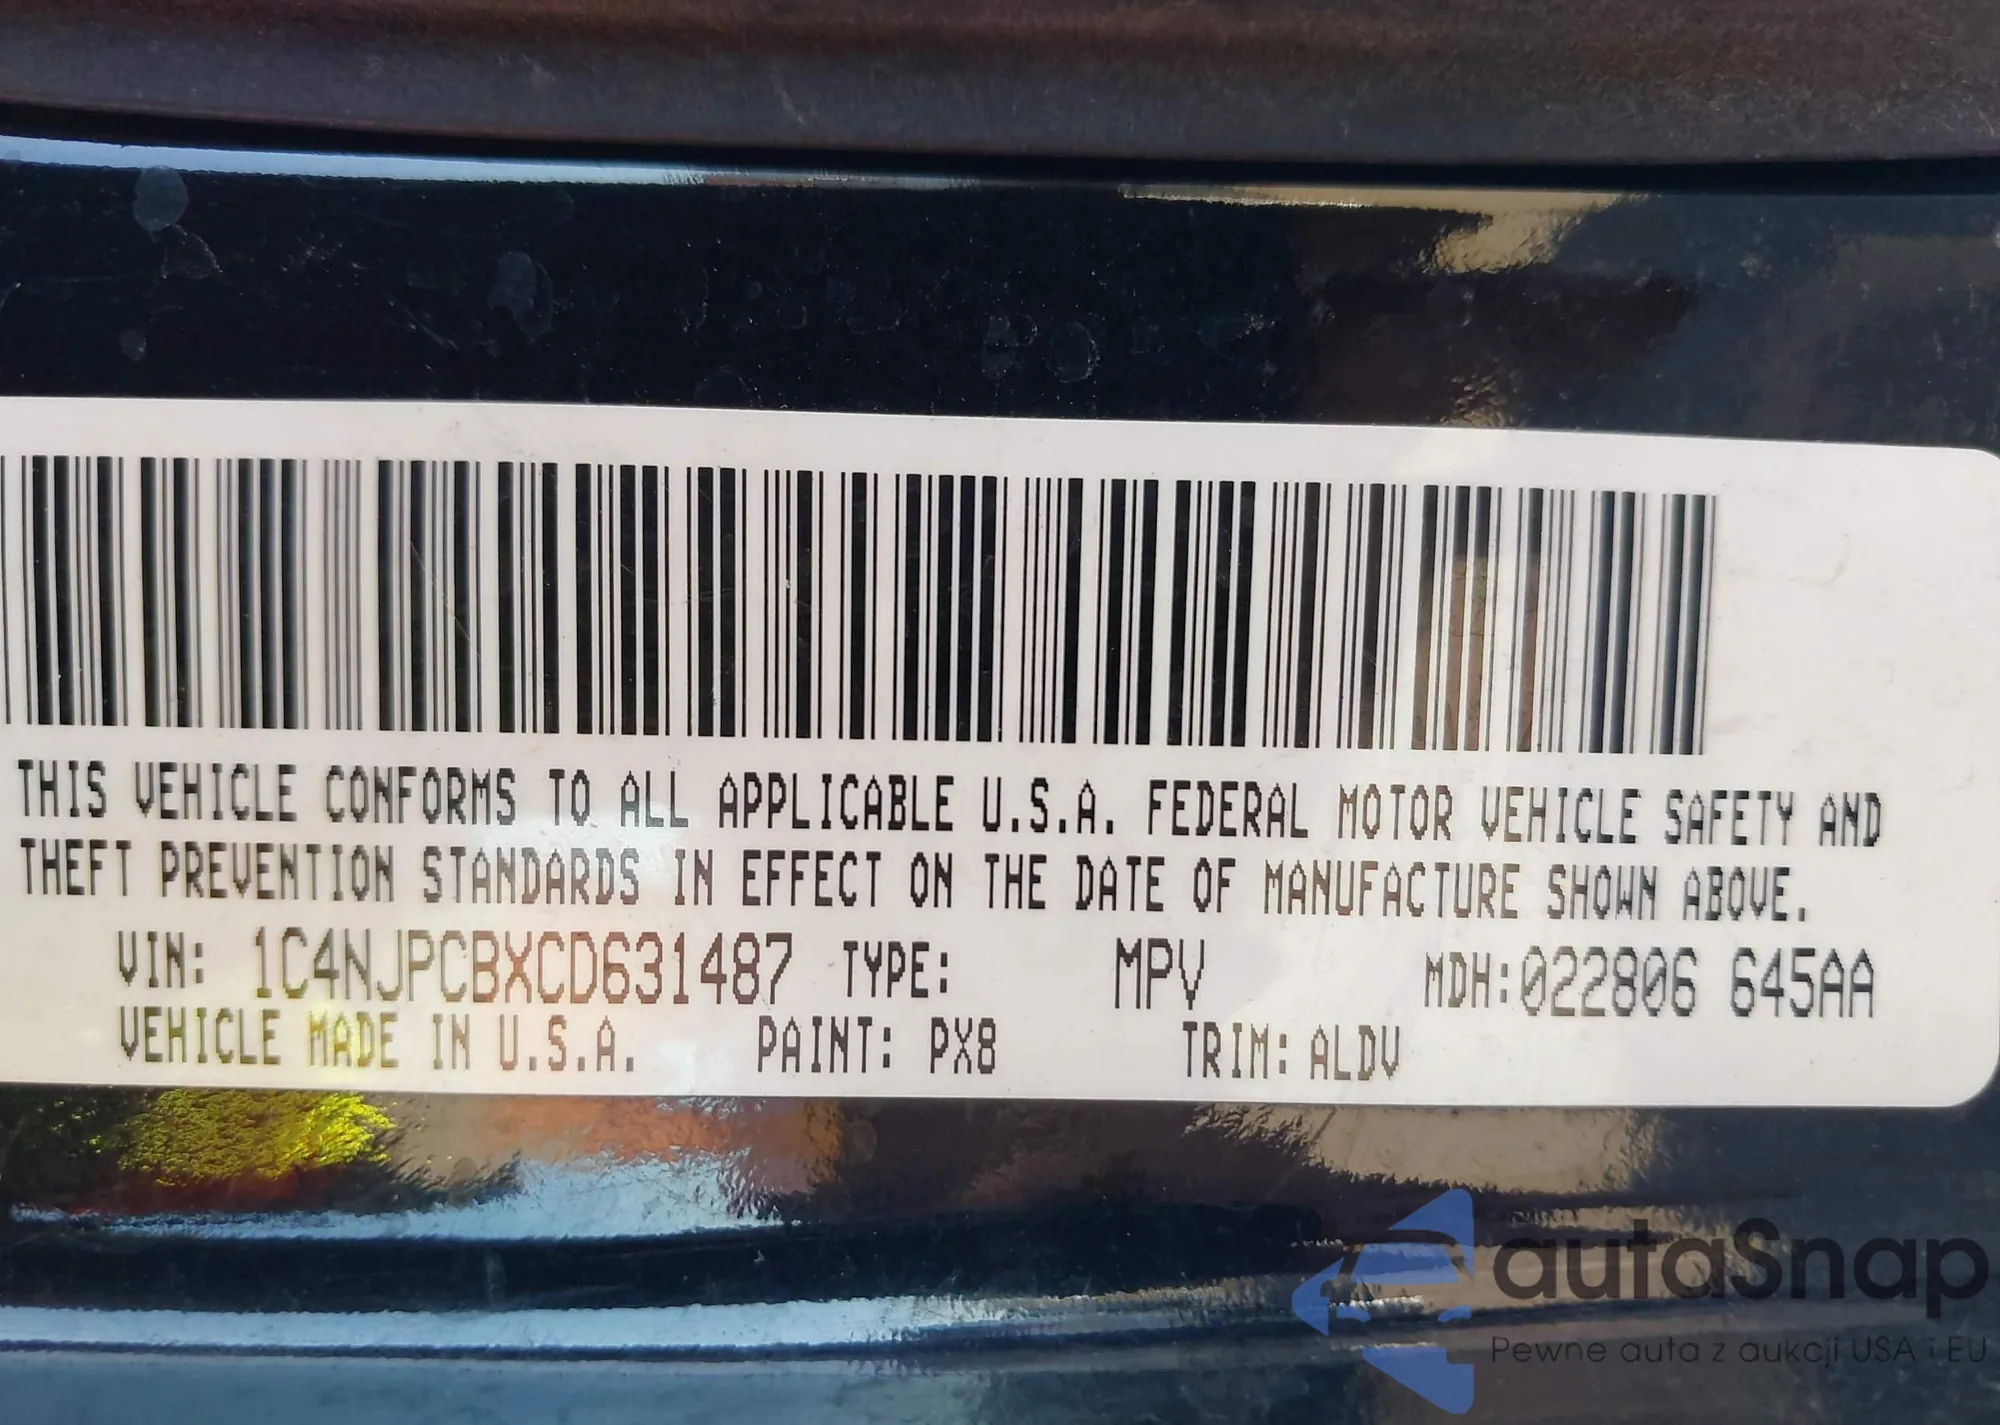 THIS VEHICLE CONFORMS TO ALL APPLICABLE U.S.A. FEDERAL MOTOR VEHICLE SAFETY AND
THEFT PREVENTION STANDARDS IN EFFECT ON THE DATE OF MANUFACTURE SHOWN ABOVE.
VIN: 1C4NJPCBXCD631487 TYPE: MPV MDH:022806 645AA
VEHICLE MADE IN U.S.A. PAINT: PX8 TRIM: ALDV
autaSnap
Pewne auta z aukcji USA i EU